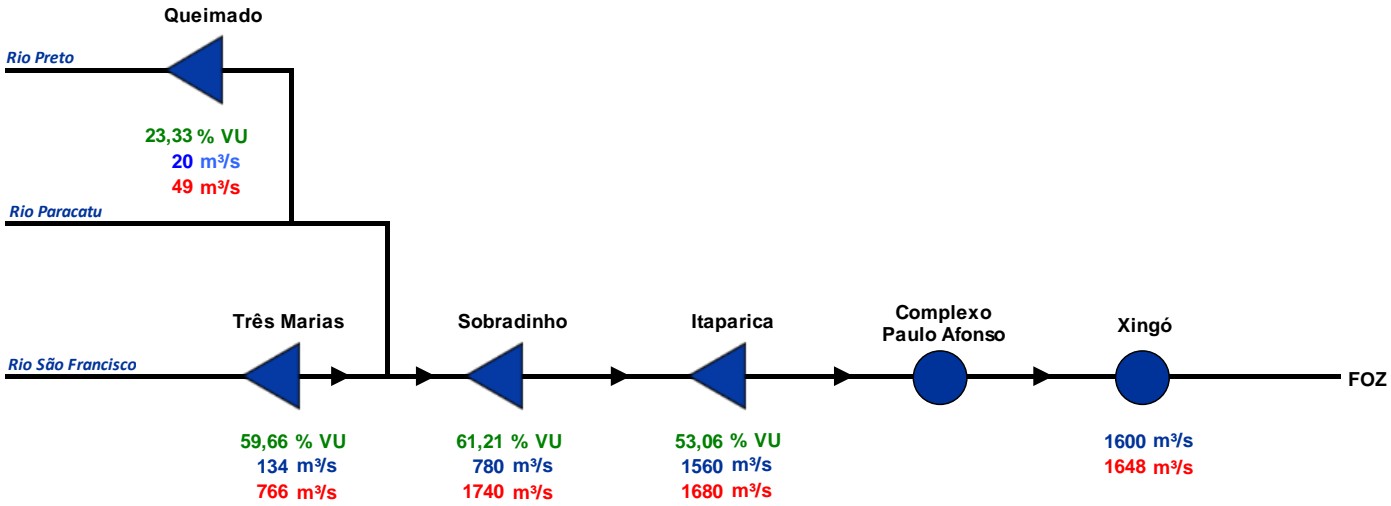 Queimado
Rio Preto
23,33 % VU
20 m³/s
49 m³/s
Rio Paracatu
Três Marias
Sobradinho
Itaparica
Complexo
Paulo Afonso
Xingó
Rio São Francisco
FOZ
59,66 % VU
134 m³/s
766 m³/s
61,21 % VU
780 m³/s
1740 m³/s
53,06 % VU
1560 m³/s
1680 m³/s
1600 m³/s
1648 m³/s